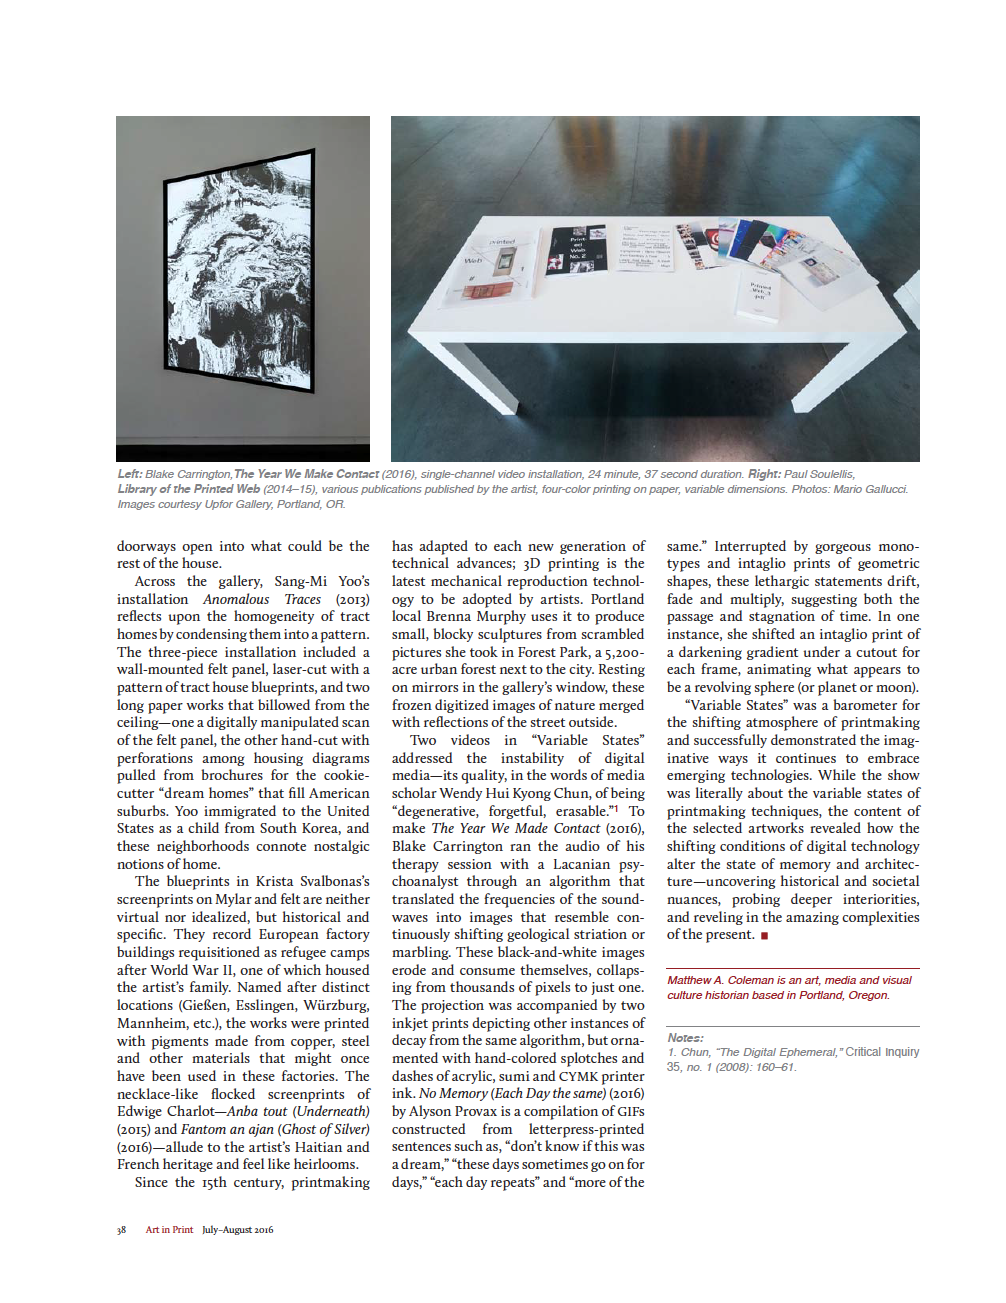 printed
Web
#
1
Print-
ed
Web
No. 2
Printed
Web 3
.pdf
Left: Blake Carrington, The Year We Make Contact (2016), single-channel video installation, 24 minute, 37 second duration. Right: Paul Soulellis,
Library of the Printed Web (2014–15), various publications published by the artist, four-color printing on paper, variable dimensions. Photos: Mario Gallucci.
Images courtesy Upfor Gallery, Portland, OR.
doorways open into what could be the
rest of the house.
Across the gallery, Sang-Mi Yoo’s
installation Anomalous Traces (2013)
reflects upon the homogeneity of tract
homes by condensing them into a pattern.
The three-piece installation included a
wall-mounted felt panel, laser-cut with a
pattern of tract house blueprints, and two
long paper works that billowed from the
ceiling—one a digitally manipulated scan
of the felt panel, the other hand-cut with
perforations among housing diagrams
pulled from brochures for the cookie-
cutter “dream homes” that fill American
suburbs. Yoo immigrated to the United
States as a child from South Korea, and
these neighborhoods connote nostalgic
notions of home.
The blueprints in Krista Svalbonas’s
screenprints on Mylar and felt are neither
virtual nor idealized, but historical and
specific. They record European factory
buildings requisitioned as refugee camps
after World War II, one of which housed
the artist’s family. Named after distinct
locations (Gießen, Esslingen, Würzburg,
Mannheim, etc.), the works were printed
with pigments made from copper, steel
and other materials that might once
have been used in these factories. The
necklace-like flocked screenprints of
Edwige Charlot—Anba tout (Underneath)
(2015) and Fantom an ajan (Ghost of Silver)
(2016)—allude to the artist’s Haitian and
French heritage and feel like heirlooms.
Since the 15th century, printmaking
has adapted to each new generation of
technical advances; 3D printing is the
latest mechanical reproduction technol-
ogy to be adopted by artists. Portland
local Brenna Murphy uses it to produce
small, blocky sculptures from scrambled
pictures she took in Forest Park, a 5,200-
acre urban forest next to the city. Resting
on mirrors in the gallery’s window, these
frozen digitized images of nature merged
with reflections of the street outside.
Two videos in “Variable States”
addressed the instability of digital
media—its quality, in the words of media
scholar Wendy Hui Kyong Chun, of being
“degenerative, forgetful, erasable.”1 To
make The Year We Made Contact (2016),
Blake Carrington ran the audio of his
therapy session with a Lacanian psy-
choanalyst through an algorithm that
translated the frequencies of the sound-
waves into images that resemble con-
tinuously shifting geological striation or
marbling. These black-and-white images
erode and consume themselves, collaps-
ing from thousands of pixels to just one.
The projection was accompanied by two
inkjet prints depicting other instances of
decay from the same algorithm, but orna-
mented with hand-colored splotches and
dashes of acrylic, sumi and CYMK printer
ink. No Memory (Each Day the same) (2016)
by Alyson Provax is a compilation of GIFs
constructed from letterpress-printed
sentences such as, “don’t know if this was
a dream,” “these days sometimes go on for
days,” “each day repeats” and “more of the
same.” Interrupted by gorgeous mono-
types and intaglio prints of geometric
shapes, these lethargic statements drift,
fade and multiply, suggesting both the
passage and stagnation of time. In one
instance, she shifted an intaglio print of
a darkening gradient under a cutout for
each frame, animating what appears to
be a revolving sphere (or planet or moon).
“Variable States” was a barometer for
the shifting atmosphere of printmaking
and successfully demonstrated the imag-
inative ways it continues to embrace
emerging technologies. While the show
was literally about the variable states of
printmaking techniques, the content of
the selected artworks revealed how the
shifting conditions of digital technology
alter the state of memory and architec-
ture—uncovering historical and societal
nuances, probing deeper interiorities,
and reveling in the amazing complexities
of the present. ■
Matthew A. Coleman is an art, media and visual
culture historian based in Portland, Oregon.
Notes:
1. Chun, “The Digital Ephemeral,” Critical Inquiry
35, no. 1 (2008): 160–61.
38 Art in Print July–August 2016